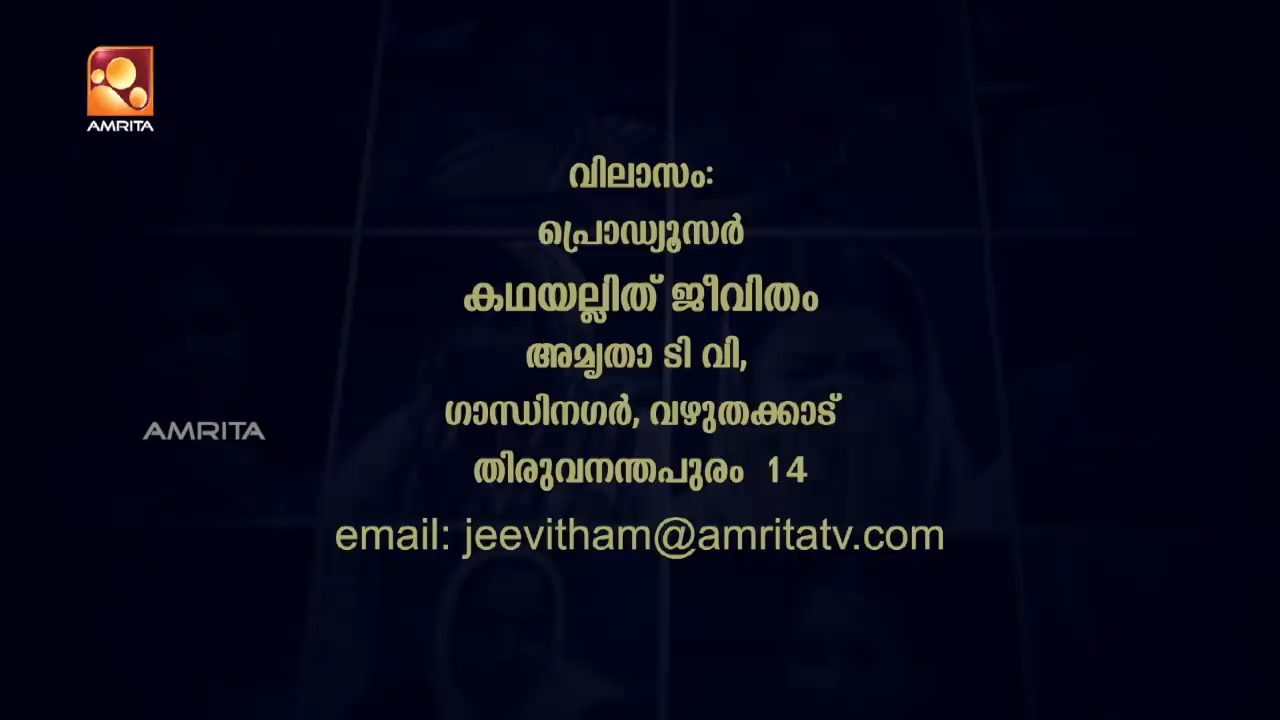 AMRITA
വിലാസം:
പ്രൊഡ്യൂസർ
കഥയല്ലിത് ജീവിതം
അമൃതാ ടി വി,
ഗാന്ധിനഗർ, വഴുതക്കാട്
AMRITA
തിരുവനന്തപുരം 14
email: jeevitham@amritatv.com